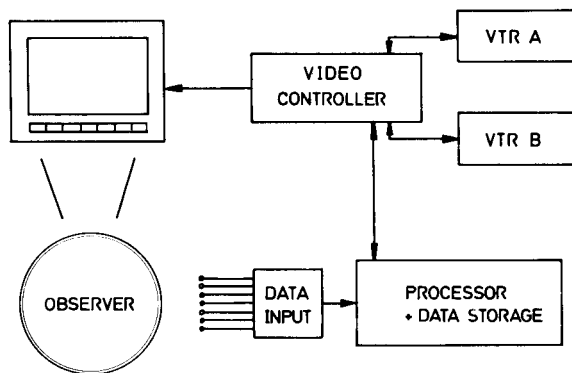 VTR A
VIDEO
CONTROLLER
VTR B
OBSERVER
DATA
INPUT
PROCESSOR
+ DATA STORAGE